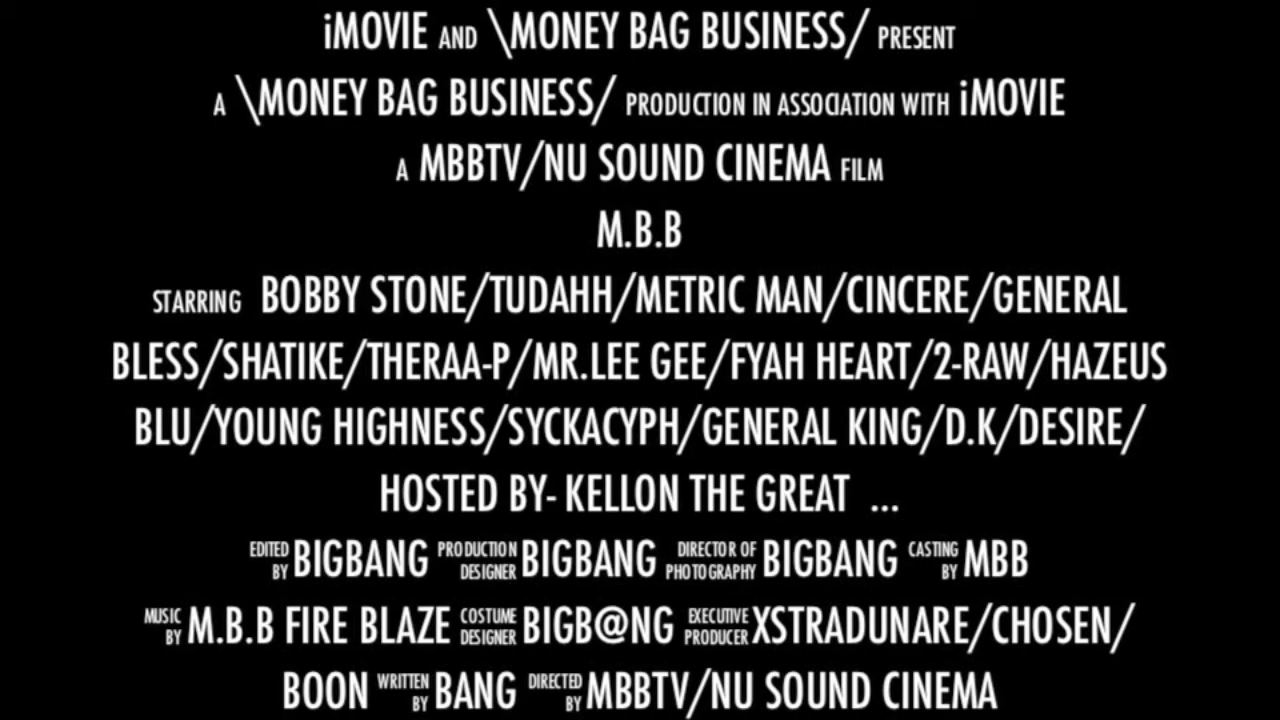 iMOVIE AND \MONEY BAG BUSINESS/ PRESENT
A \MONEY BAG BUSINESS/ PRODUCTION IN ASSOCIATION WITH iMOVIE
A MBBTV/NU SOUND CINEMA FILM
M.B.B
STARRING BOBBY STONE/TUDAHH/METRIC MAN/CINCERE/GENERAL
BLESS/SHATIKE/THERAA-P/MR.LEE GEE/FYAH HEART/2-RAW/HAZEUS
BLU/YOUNG HIGHNESS/SYCKACYPH/GENERAL KING/D.K/DESIRE/
HOSTED BY- KELLON THE GREAT ...
EDITED BY BIGBANG PRODUCTION DESIGNER BIGBANG DIRECTOR OF PHOTOGRAPHY BIGBANG CASTING BY MBB
MUSIC BY M.B.B FIRE BLAZE COSTUME DESIGNER BIGB@NG EXECUTIVE PRODUCER XSTRADUNARE/CHOSEN/
BOON WRITTEN BY BANG DIRECTED BY MBBTV/NU SOUND CINEMA